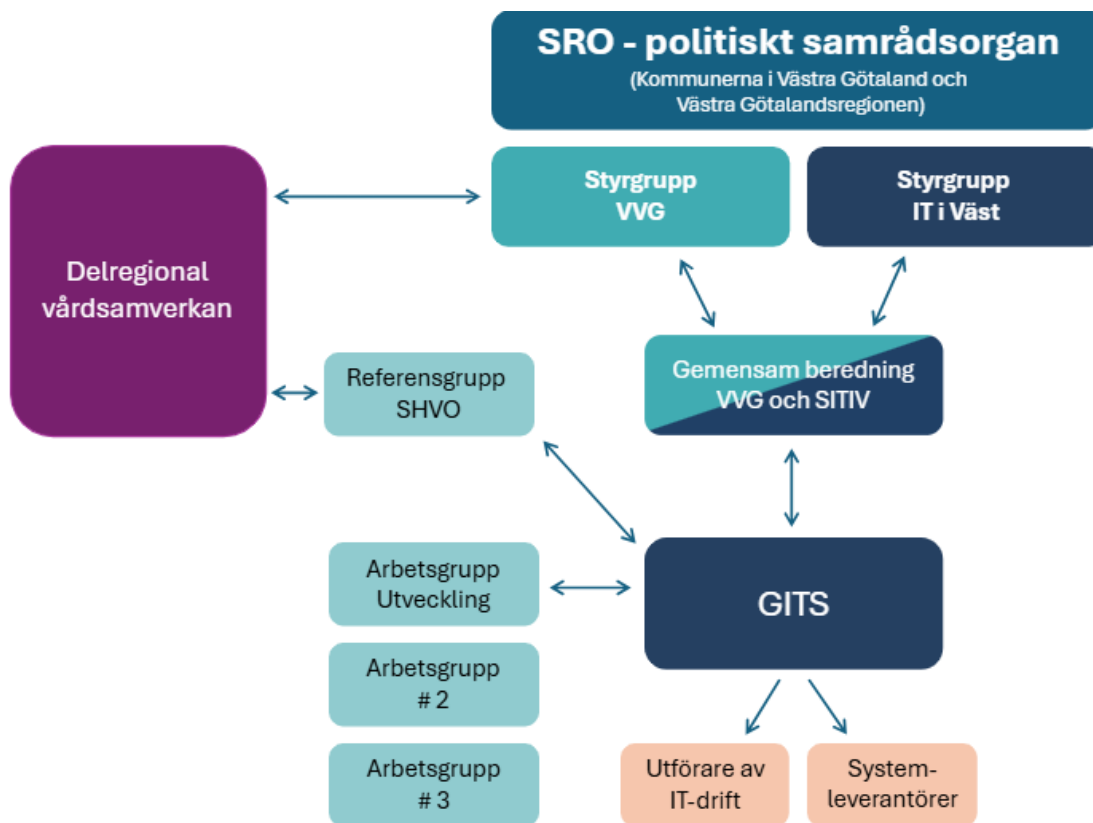 SRO - politiskt samrådsorgan
(Kommunerna i Västra Götaland och
Västra Götalandsregionen)
Styrgrupp
VVG
Styrgrupp
IT i Väst
Delregional
vårdsamverkan
Gemensam beredning
VVG och SITIV
Referensgrupp
SHVO
Arbetsgrupp
Utveckling
GITS
Arbetsgrupp
# 2
Arbetsgrupp
# 3
Utförare av
IT-drift
System-
leverantörer